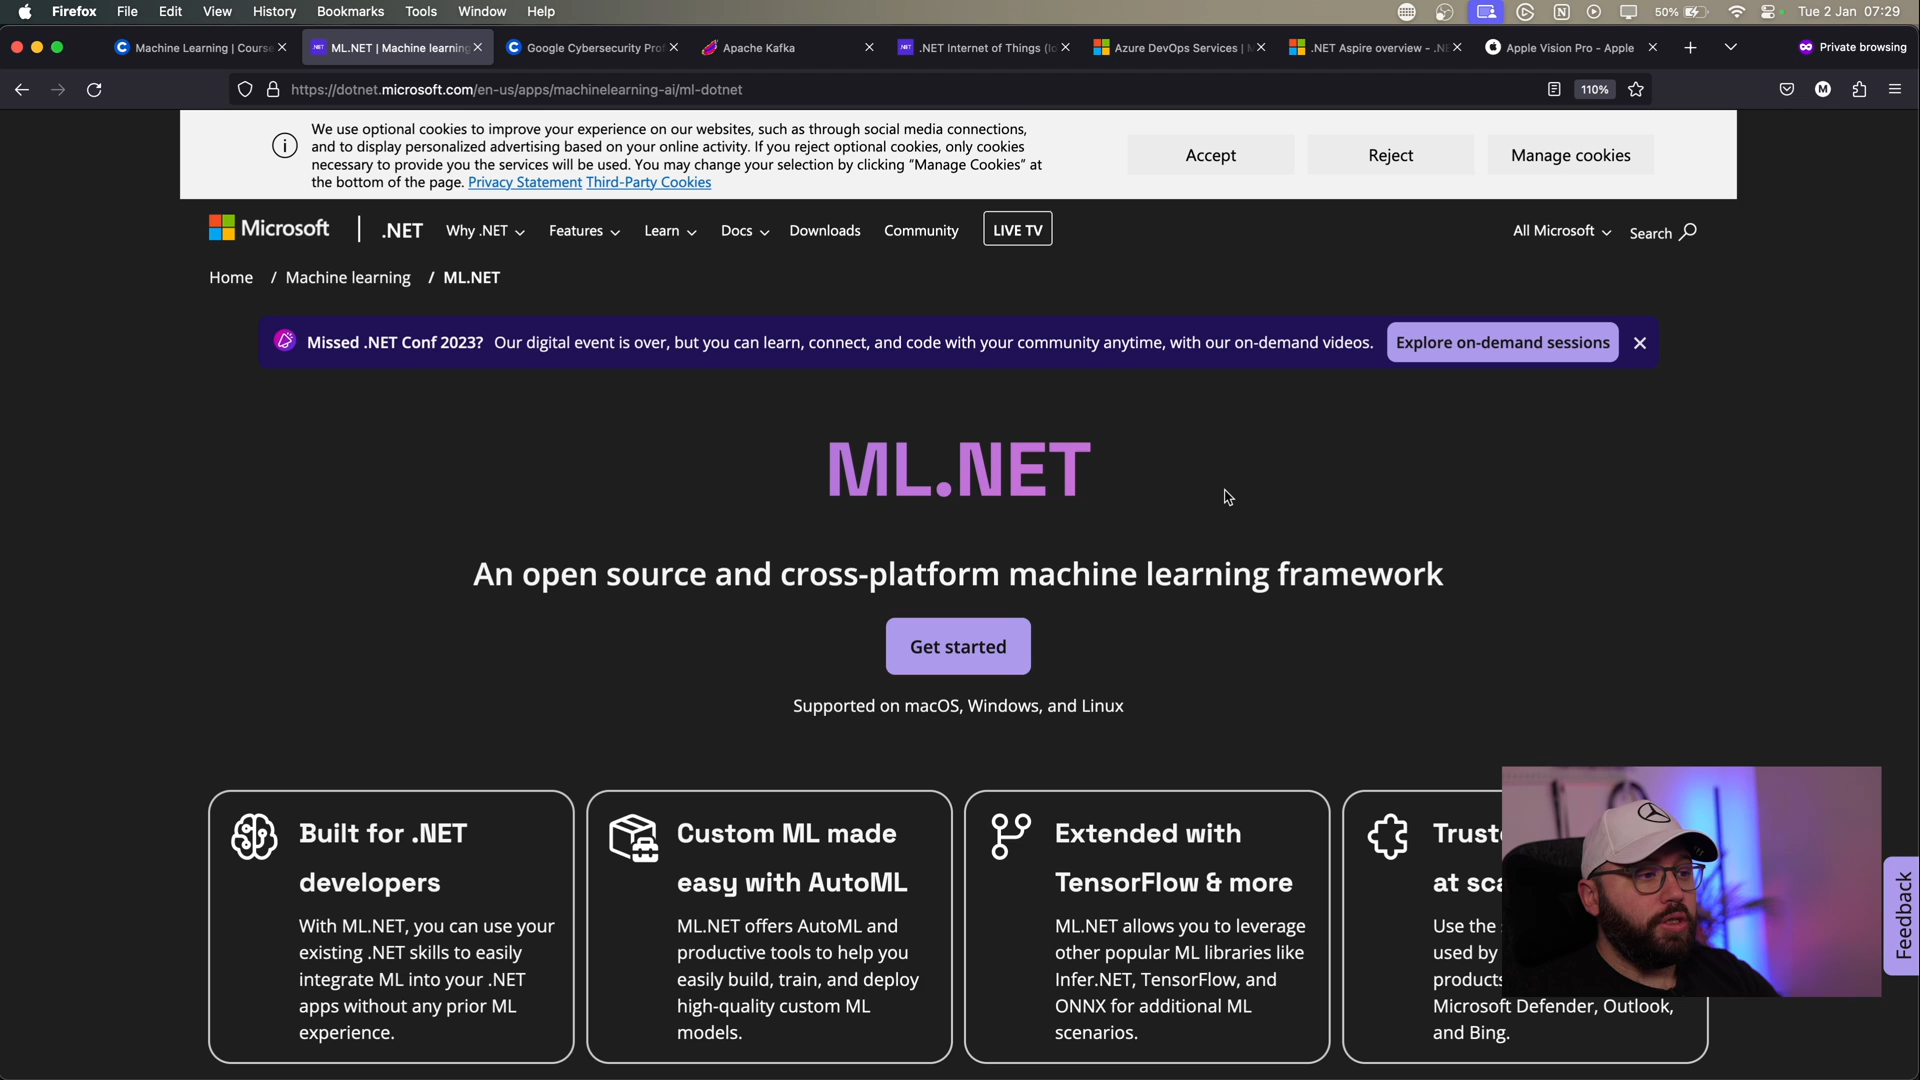 Firefox File Edit View History Bookmarks Tools Window Help
50% Tue 2 Jan 07:29
Machine Learning | Course
ML.NET | Machine learning
Google Cybersecurity Prof
Apache Kafka
.NET Internet of Things (Io
Azure DevOps Services | M
.NET Aspire overview - .NE
Apple Vision Pro - Apple
Private browsing
https://dotnet.microsoft.com/en-us/apps/machinelearning-ai/ml-dotnet
110%
M
We use optional cookies to improve your experience on our websites, such as through social media connections,
and to display personalized advertising based on your online activity. If you reject optional cookies, only cookies
necessary to provide you the services will be used. You may change your selection by clicking "Manage Cookies" at
the bottom of the page. Privacy Statement Third-Party Cookies
Accept
Reject
Manage cookies
Microsoft
.NET Why .NET Features Learn Docs Downloads Community LIVE TV
All Microsoft Search
Home / Machine learning / ML.NET
Missed .NET Conf 2023? Our digital event is over, but you can learn, connect, and code with your community anytime, with our on-demand videos.
Explore on-demand sessions
ML.NET
An open source and cross-platform machine learning framework
Get started
Supported on macOS, Windows, and Linux
Built for .NET
developers
With ML.NET, you can use your
existing .NET skills to easily
integrate ML into your .NET
apps without any prior ML
experience.
Custom ML made
easy with AutoML
ML.NET offers AutoML and
productive tools to help you
easily build, train, and deploy
high-quality custom ML
models.
Extended with
TensorFlow & more
ML.NET allows you to leverage
other popular ML libraries like
Infer.NET, TensorFlow, and
ONNX for additional ML
scenarios.
Trust
at sca
Use the
used by
products
Microsoft Defender, Outlook,
and Bing.
Feedback